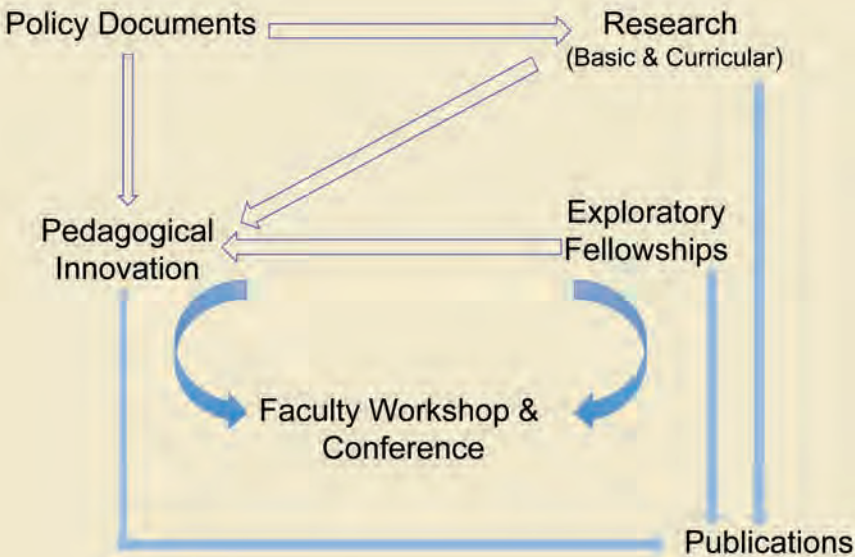 Policy Documents
Research
(Basic & Curricular)
Pedagogical
Innovation
Exploratory
Fellowships
Faculty Workshop &
Conference
Publications